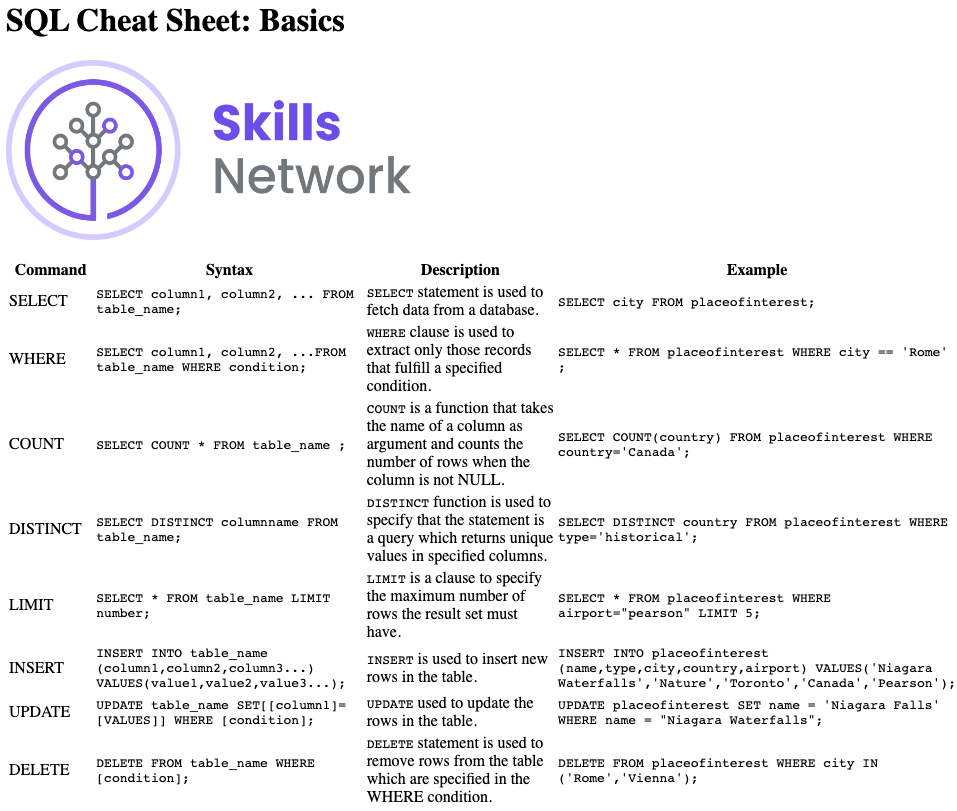 SQL Cheat Sheet: Basics
Skills
Network
Command Syntax Description Example
SELECT
SELECT column1, column2, ... FROM
table_name;
SELECT statement is used to
fetch data from a database.
SELECT city FROM placeofinterest;
WHERE
SELECT column1, column2, ...FROM
table_name WHERE condition;
WHERE clause is used to
extract only those records
that fulfill a specified
condition.
SELECT * FROM placeofinterest WHERE city == 'Rome'
;
COUNT
SELECT COUNT * FROM table_name ;
COUNT is a function that takes
the name of a column as
argument and counts the
number of rows when the
column is not NULL.
SELECT COUNT(country) FROM placeofinterest WHERE
country='Canada';
DISTINCT
SELECT DISTINCT columnname FROM
table_name;
DISTINCT function is used to
specify that the statement is
a query which returns unique
values in specified columns.
SELECT DISTINCT country FROM placeofinterest WHERE
type='historical';
LIMIT
SELECT * FROM table_name LIMIT
number;
LIMIT is a clause to specify
the maximum number of
rows the result set must
have.
SELECT * FROM placeofinterest WHERE
airport="pearson" LIMIT 5;
INSERT
INSERT INTO table_name
(column1,column2,column3...)
VALUES(value1,value2,value3...);
INSERT is used to insert new
rows in the table.
INSERT INTO placeofinterest
(name,type,city,country,airport) VALUES('Niagara
Waterfalls','Nature','Toronto','Canada','Pearson');
UPDATE
UPDATE table_name SET[[column1]=
[VALUES]] WHERE [condition];
UPDATE used to update the
rows in the table.
UPDATE placeofinterest SET name = 'Niagara Falls'
WHERE name = "Niagara Waterfalls";
DELETE
DELETE FROM table_name WHERE
[condition];
DELETE statement is used to
remove rows from the table
which are specified in the
WHERE condition.
DELETE FROM placeofinterest WHERE city IN
('Rome','Vienna');